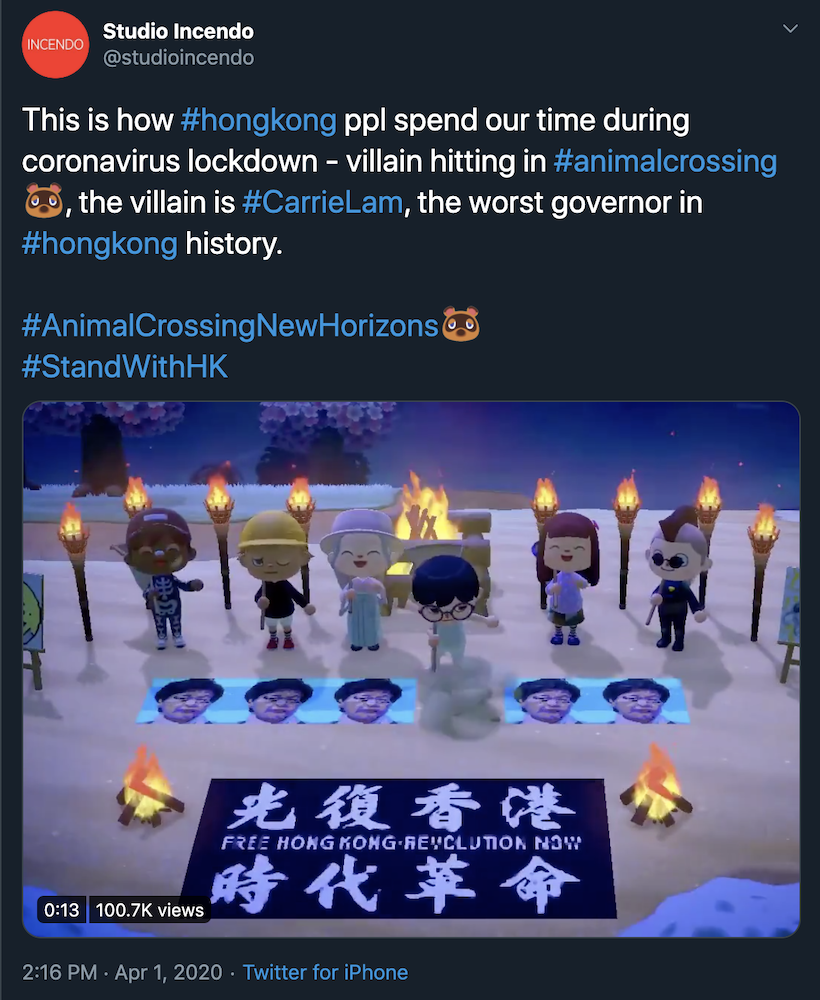 INCENDO
Studio Incendo
@studioincendo
This is how #hongkong ppl spend our time during
coronavirus lockdown - villain hitting in #animalcrossing
, the villain is #CarrieLam, the worst governor in
#hongkong history.
#AnimalCrossingNewHorizons
#StandWithHK
光復香港
FREE HONG KONG·REVOLUTION NOW
時代革命
0:13 100.7K views
2:16 PM · Apr 1, 2020 · Twitter for iPhone